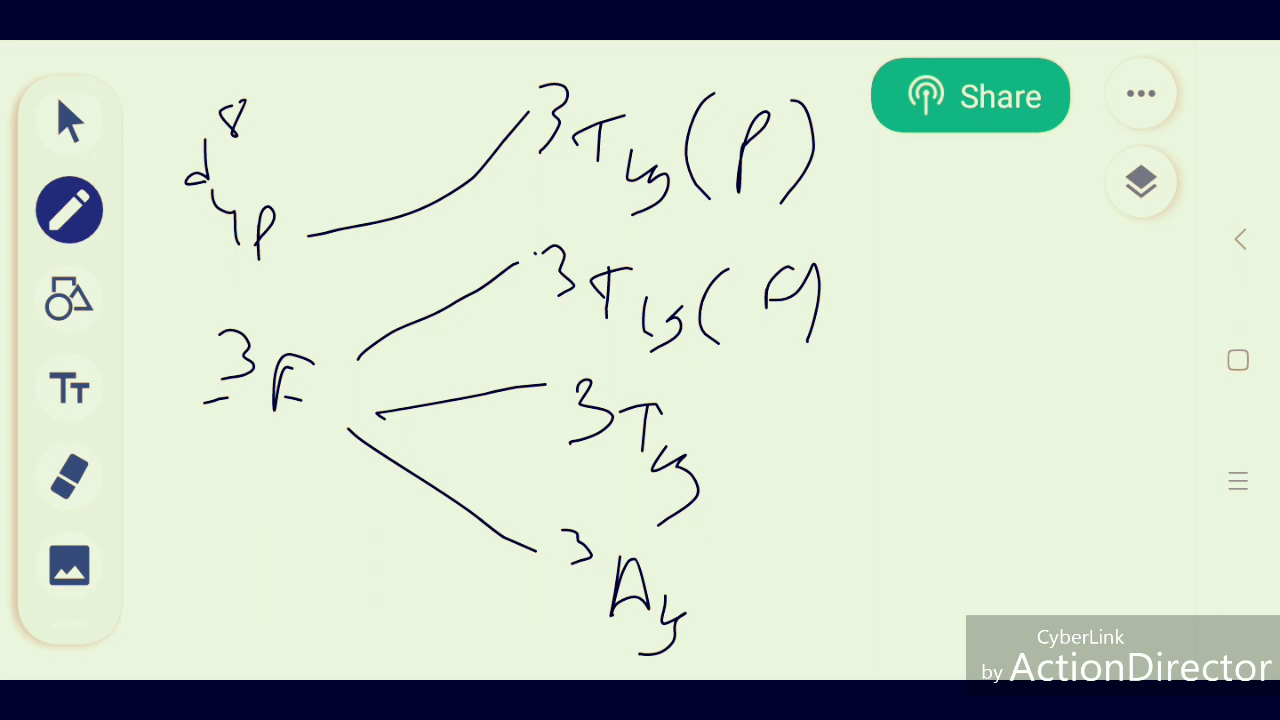 Share
d⁸
³T₁g (P)
4P
³T₁g (F)
³F
³T₂g
³A₂g
CyberLink
by ActionDirector